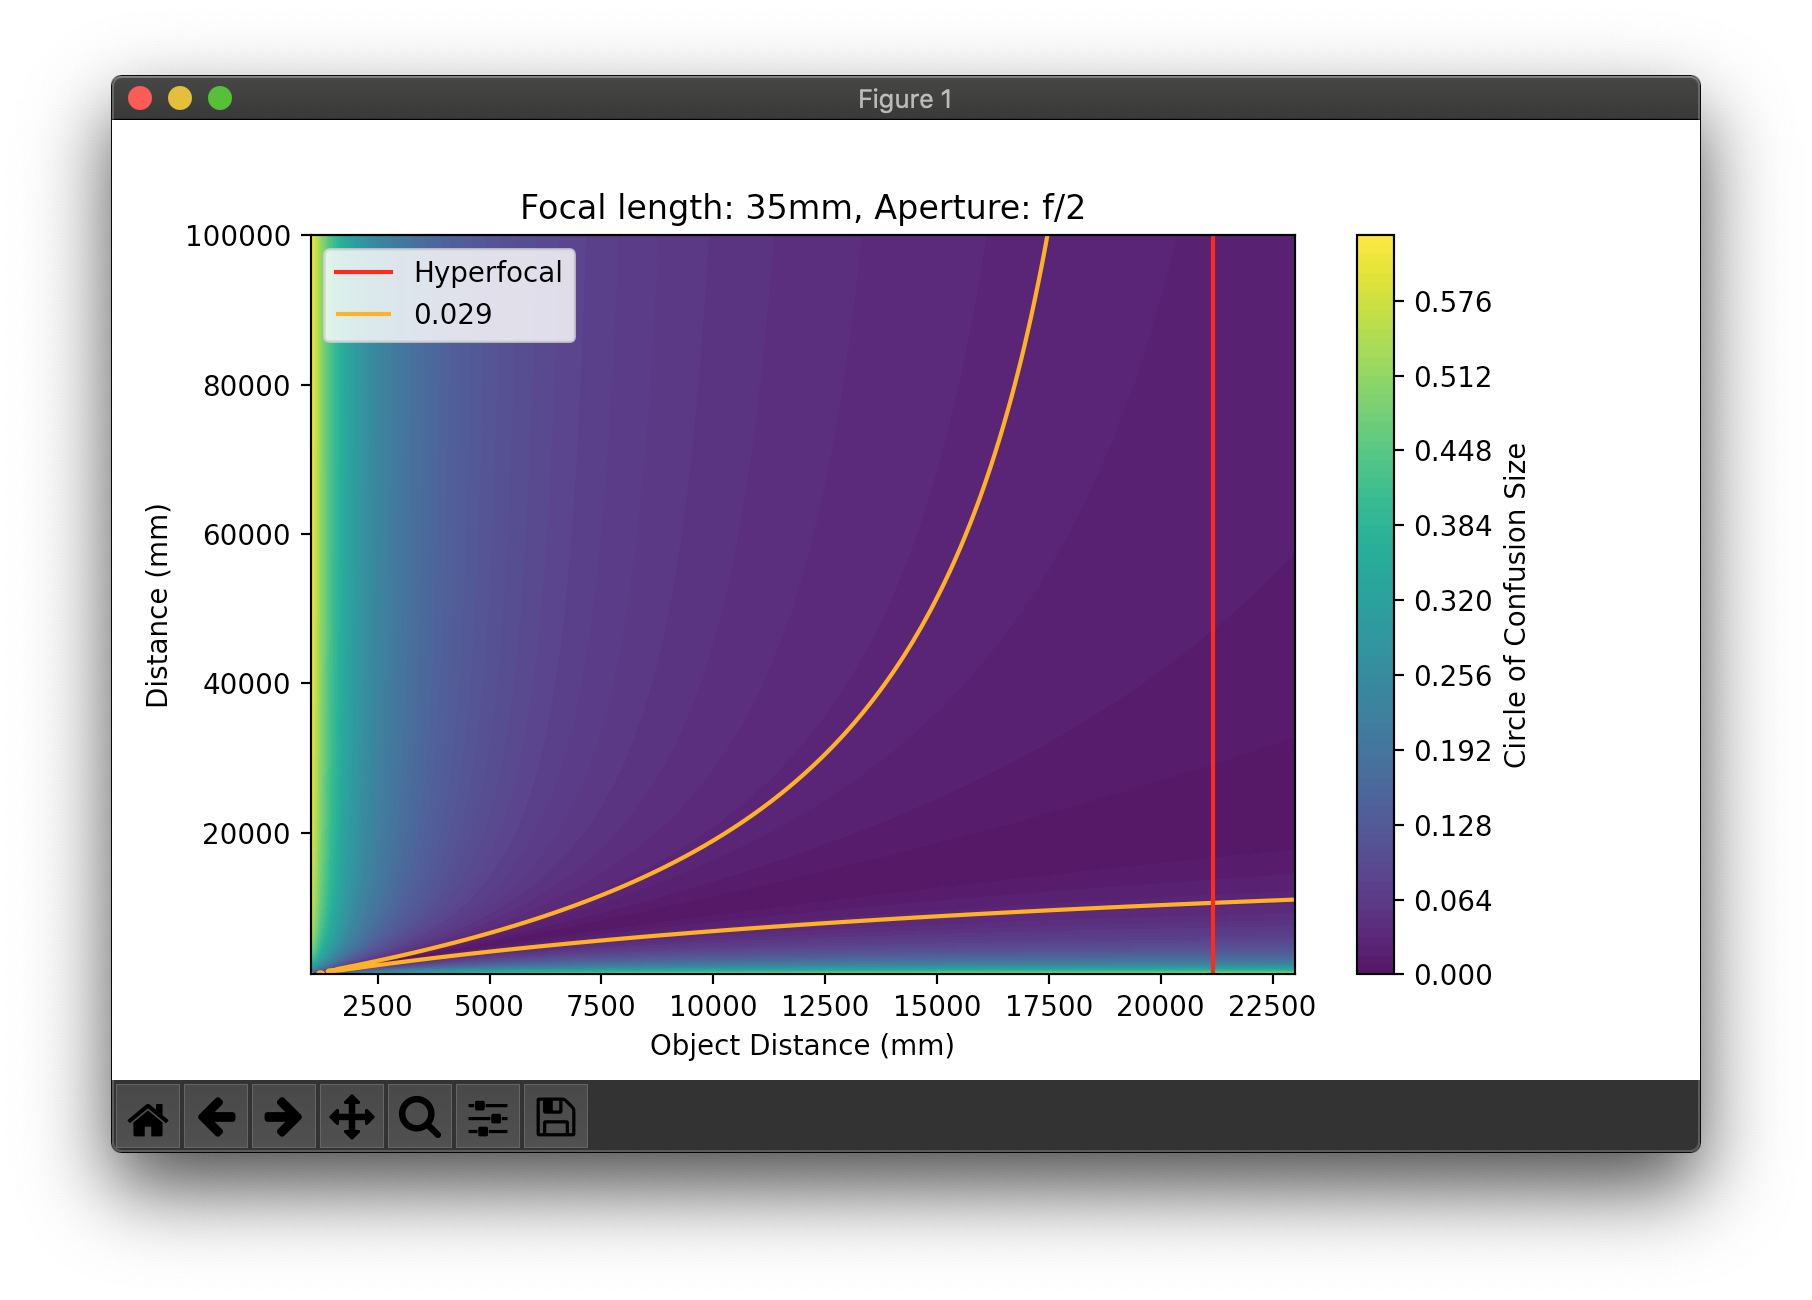 Figure 1
Focal length: 35mm, Aperture: f/2
Hyperfocal
0.029
100000
80000
60000
40000
20000
Distance (mm)
2500 5000 7500 10000 12500 15000 17500 20000 22500
Object Distance (mm)
0.576
0.512
0.448
0.384
0.320
0.256
0.192
0.128
0.064
0.000
Circle of Confusion Size